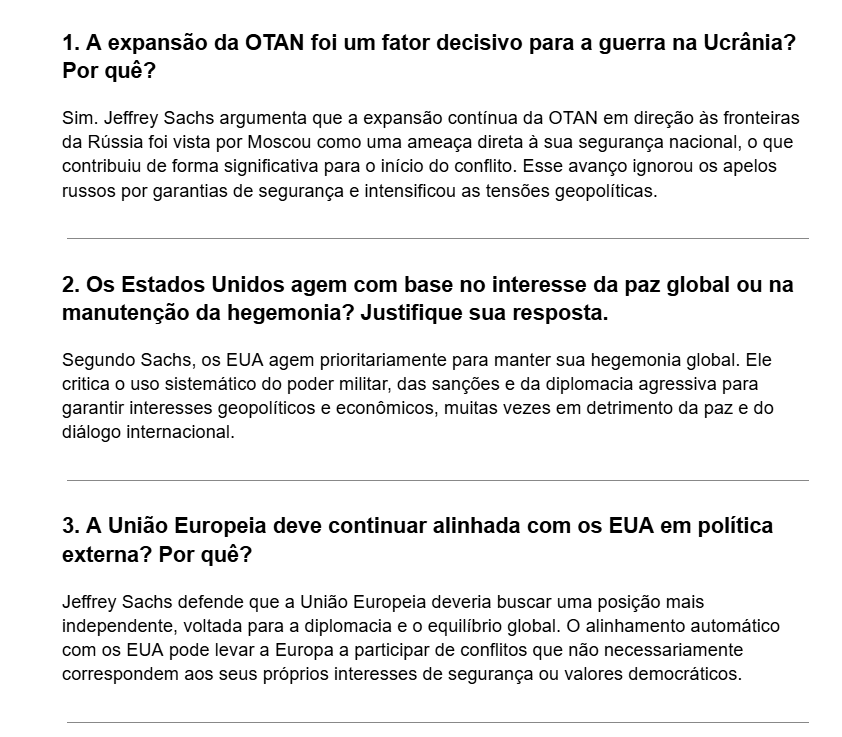 1. A expansão da OTAN foi um fator decisivo para a guerra na Ucrânia?
Por quê?
Sim. Jeffrey Sachs argumenta que a expansão contínua da OTAN em direção às fronteiras
da Rússia foi vista por Moscou como uma ameaça direta à sua segurança nacional, o que
contribuiu de forma significativa para o início do conflito. Esse avanço ignorou os apelos
russos por garantias de segurança e intensificou as tensões geopolíticas.
2. Os Estados Unidos agem com base no interesse da paz global ou na
manutenção da hegemonia? Justifique sua resposta.
Segundo Sachs, os EUA agem prioritariamente para manter sua hegemonia global. Ele
critica o uso sistemático do poder militar, das sanções e da diplomacia agressiva para
garantir interesses geopolíticos e econômicos, muitas vezes em detrimento da paz e do
diálogo internacional.
3. A União Europeia deve continuar alinhada com os EUA em política
externa? Por quê?
Jeffrey Sachs defende que a União Europeia deveria buscar uma posição mais
independente, voltada para a diplomacia e o equilíbrio global. O alinhamento automático
com os EUA pode levar a Europa a participar de conflitos que não necessariamente
correspondem aos seus próprios interesses de segurança ou valores democráticos.